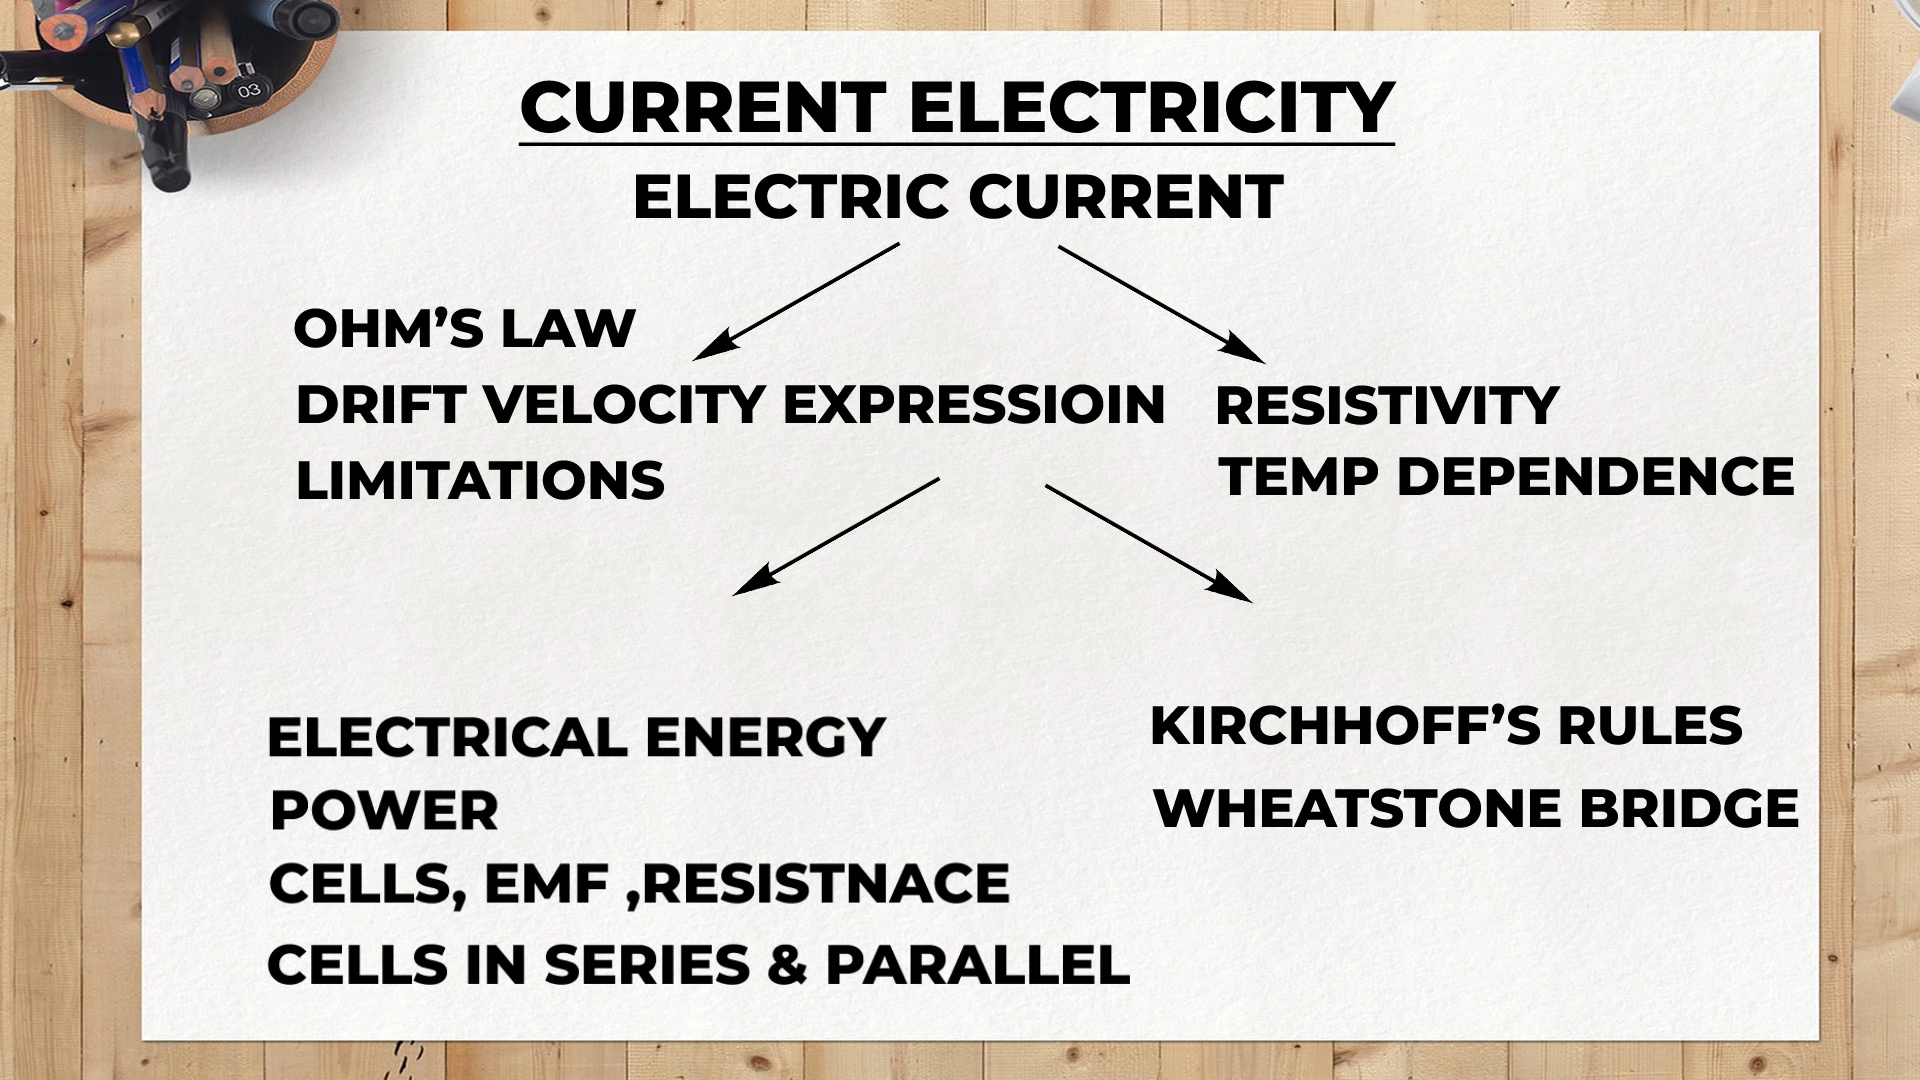 03
CURRENT ELECTRICITY
ELECTRIC CURRENT
OHM’S LAW
DRIFT VELOCITY EXPRESSIOIN
LIMITATIONS
RESISTIVITY
TEMP DEPENDENCE
ELECTRICAL ENERGY
POWER
CELLS, EMF ,RESISTNACE
CELLS IN SERIES & PARALLEL
KIRCHHOFF’S RULES
WHEATSTONE BRIDGE